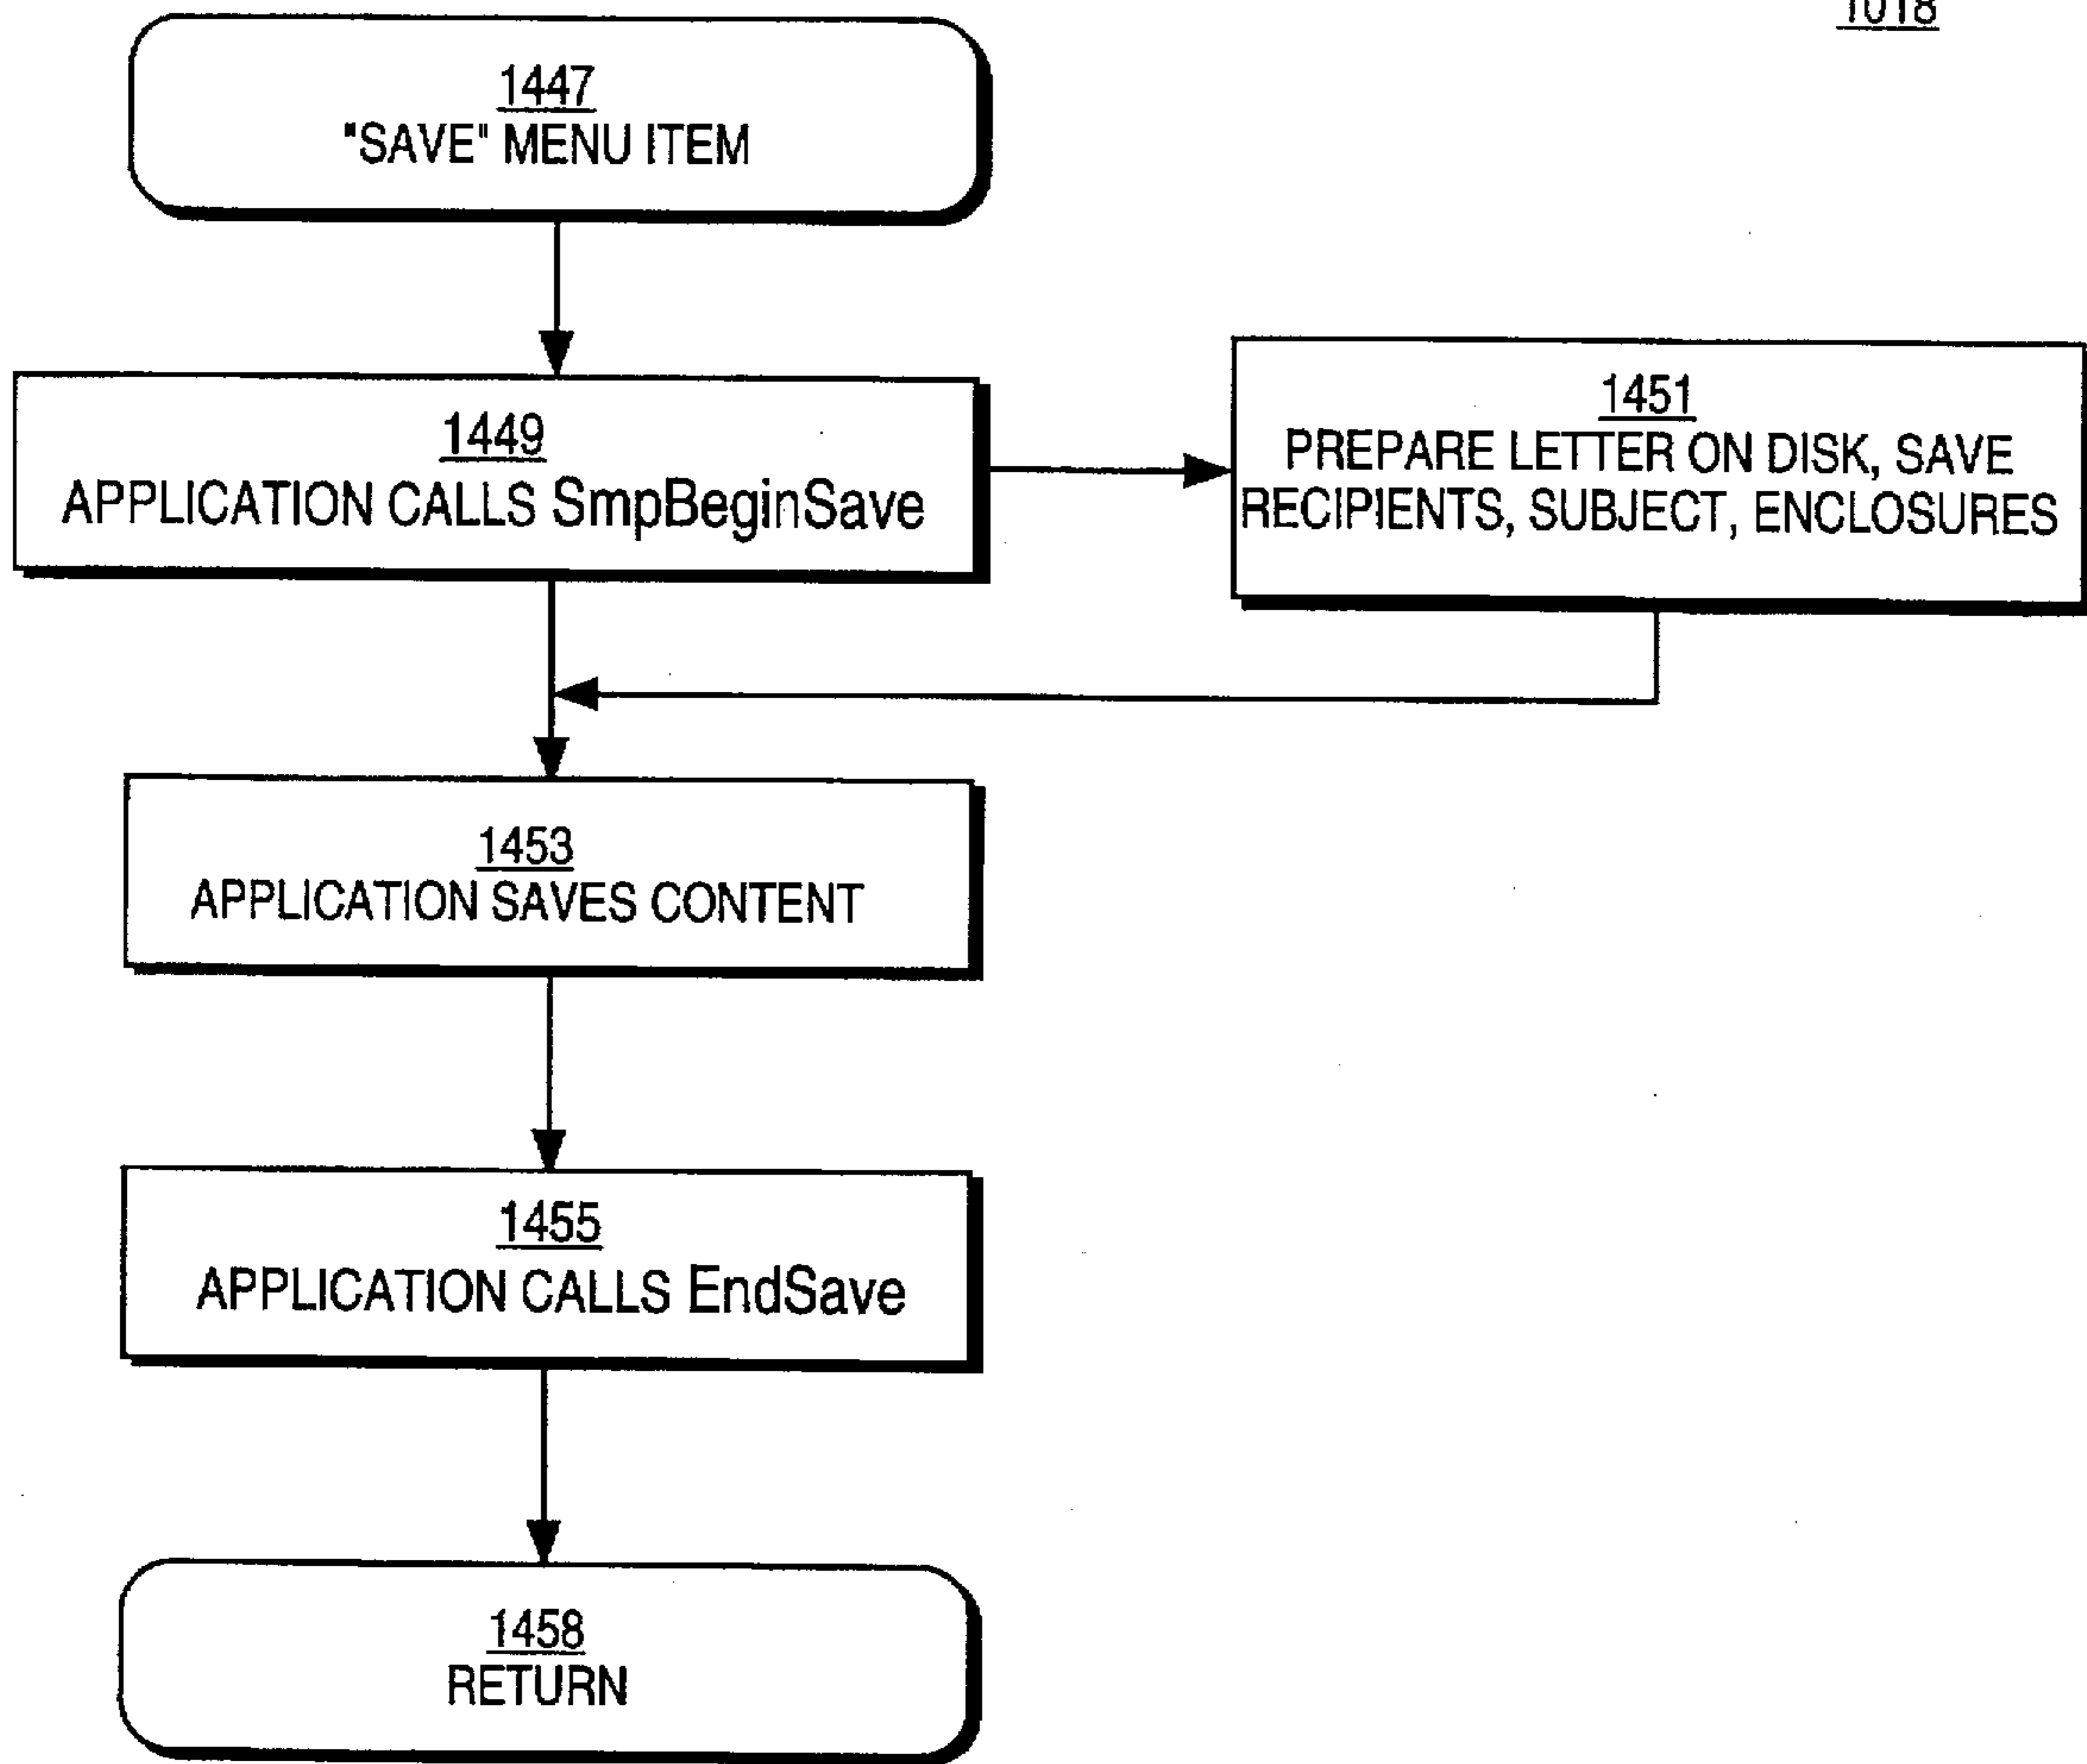 1018
1447
"SAVE" MENU ITEM
1449
APPLICATION CALLS SmpBeginSave
1451
PREPARE LETTER ON DISK, SAVE
RECIPIENTS, SUBJECT, ENCLOSURES
1453
APPLICATION SAVES CONTENT
1455
APPLICATION CALLS EndSave
1458
RETURN